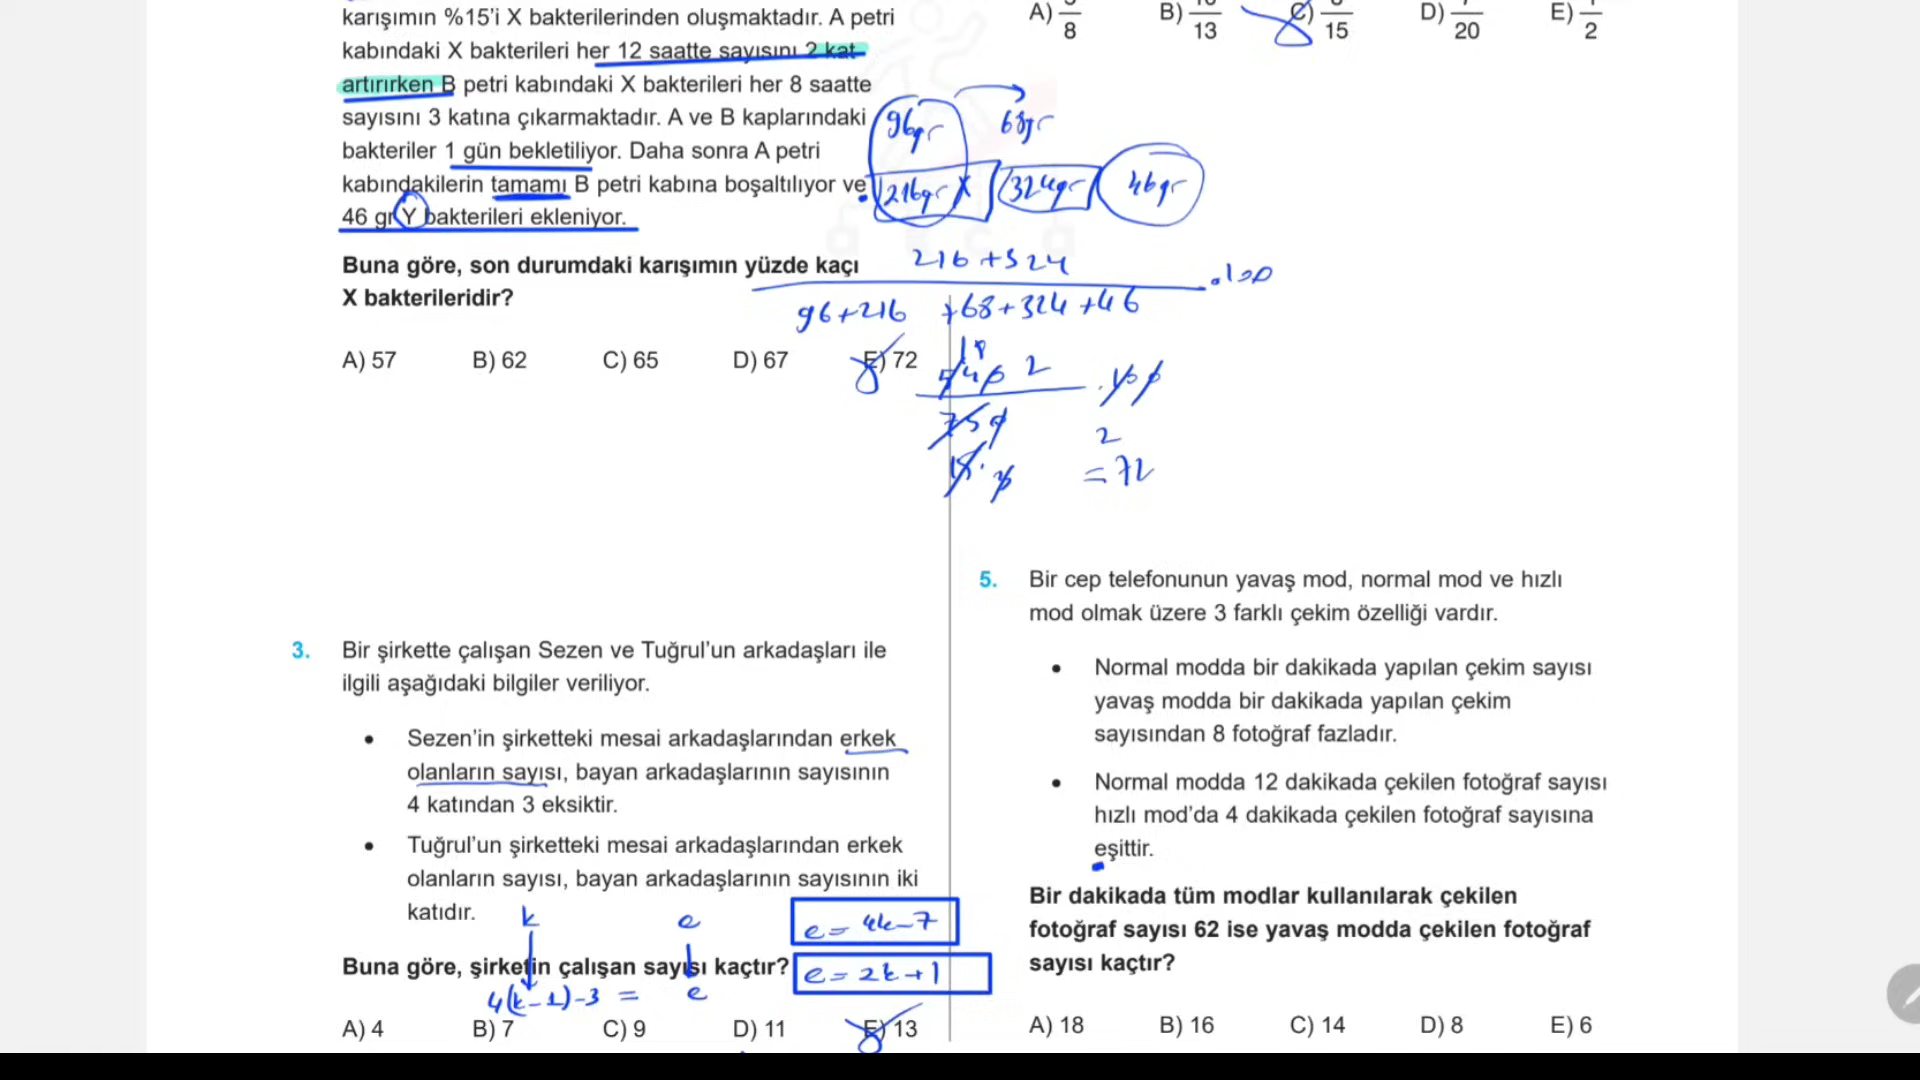 karışımın %15'i X bakterilerinden oluşmaktadır. A petri
kabındaki X bakterileri her 12 saatte sayısını 2 kat
artırırken B petri kabındaki X bakterileri her 8 saatte
sayısını 3 katına çıkarmaktadır. A ve B kaplarındaki
bakteriler 1 gün bekletiliyor. Daha sonra A petri
kabındakilerin tamamı B petri kabına boşaltılıyor ve
46 gr Y bakterileri ekleniyor.
96gr 68gr
216gr X 324gr 46gr
Buna göre, son durumdaki karışımın yüzde kaçı
X bakterileridir?
216+324 .100
96+216 +68+324+46
A) 57 B) 62 C) 65 D) 67 E) 72
18
540 2 .100
750 2
15. = 72
3. Bir şirkette çalışan Sezen ve Tuğrul'un arkadaşları ile
ilgili aşağıdaki bilgiler veriliyor.
• Sezen'in şirketteki mesai arkadaşlarından erkek
olanların sayısı, bayan arkadaşlarının sayısının
4 katından 3 eksiktir.
• Tuğrul'un şirketteki mesai arkadaşlarından erkek
olanların sayısı, bayan arkadaşlarının sayısının iki
katıdır.
k e e = 4k-7
Buna göre, şirketin çalışan sayısı kaçtır?
e = 2k+1
4(k-1)-3 = e
A) 4 B) 7 C) 9 D) 11 E) 13
A) 8 B) 13 C) 15 D) 20 E) 2
5. Bir cep telefonunun yavaş mod, normal mod ve hızlı
mod olmak üzere 3 farklı çekim özelliği vardır.
• Normal modda bir dakikada yapılan çekim sayısı
yavaş modda bir dakikada yapılan çekim
sayısından 8 fotoğraf fazladır.
• Normal modda 12 dakikada çekilen fotoğraf sayısı
hızlı mod'da 4 dakikada çekilen fotoğraf sayısına
eşittir.
Bir dakikada tüm modlar kullanılarak çekilen
fotoğraf sayısı 62 ise yavaş modda çekilen fotoğraf
sayısı kaçtır?
A) 18 B) 16 C) 14 D) 8 E) 6